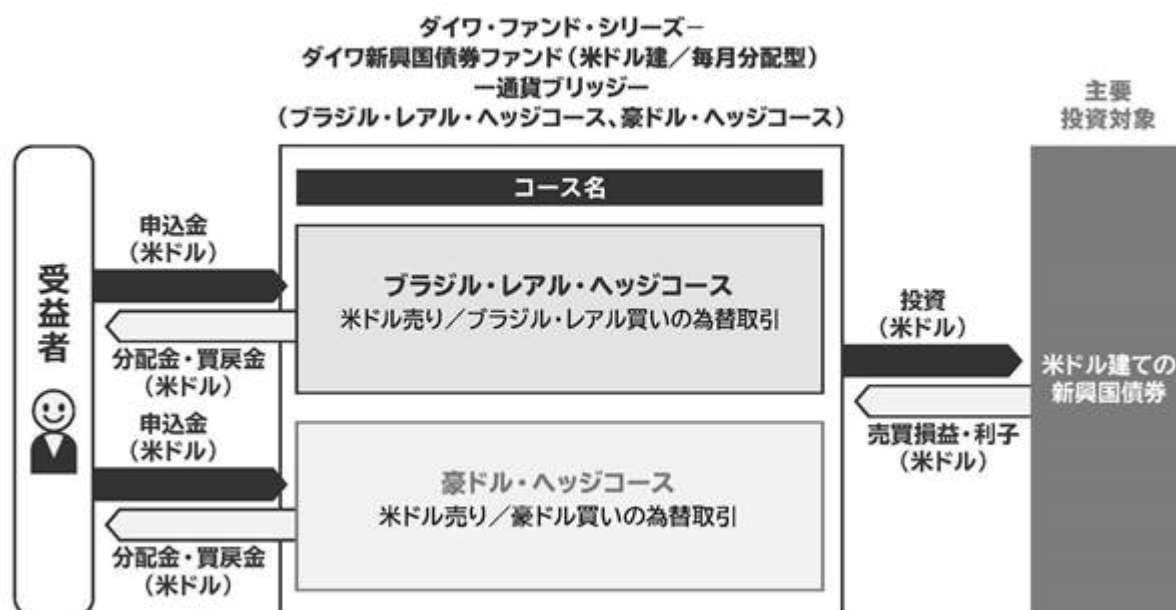 ダイワ・ファンド・シリーズー
ダイワ新興国債券ファンド（米ドル建／毎月分配型）
ー通貨ブリッジー
（ブラジル・レアル・ヘッジコース、豪ドル・ヘッジコース）
主要
投資対象
コース名
受益者
申込金
（米ドル）
分配金・買戻金
（米ドル）
ブラジル・レアル・ヘッジコース
米ドル売り／ブラジル・レアル買いの為替取引
申込金
（米ドル）
分配金・買戻金
（米ドル）
豪ドル・ヘッジコース
米ドル売り／豪ドル買いの為替取引
投資
（米ドル）
売買損益・利子
（米ドル）
米ドル建ての
新興国債券